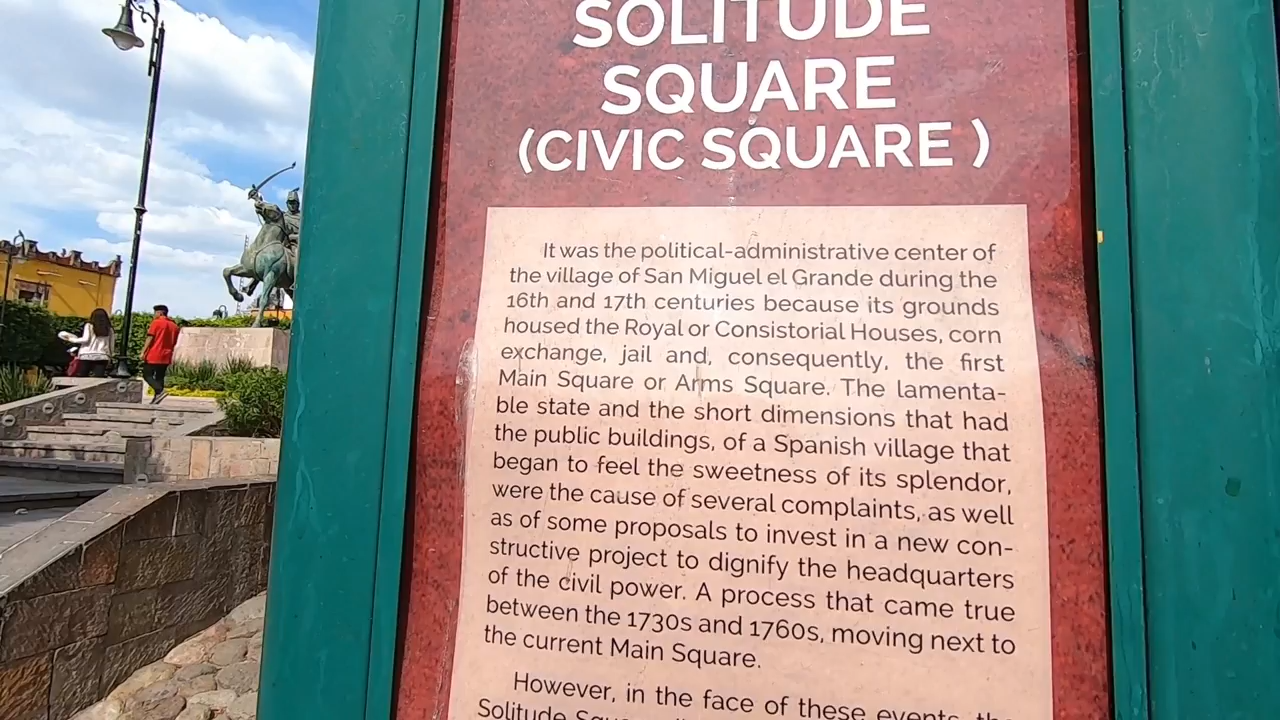 SOLITUDE
SQUARE
(CIVIC SQUARE )
It was the political-administrative center of
the village of San Miguel el Grande during the
16th and 17th centuries because its grounds
housed the Royal or Consistorial Houses, corn
exchange, jail and, consequently, the first
Main Square or Arms Square. The lamenta-
ble state and the short dimensions that had
the public buildings, of a Spanish village that
began to feel the sweetness of its splendor,
were the cause of several complaints, as well
as of some proposals to invest in a new con-
structive project to dignify the headquarters
of the civil power. A process that came true
between the 1730s and 1760s, moving next to
the current Main Square.
However, in the face of these events, the
Solitude